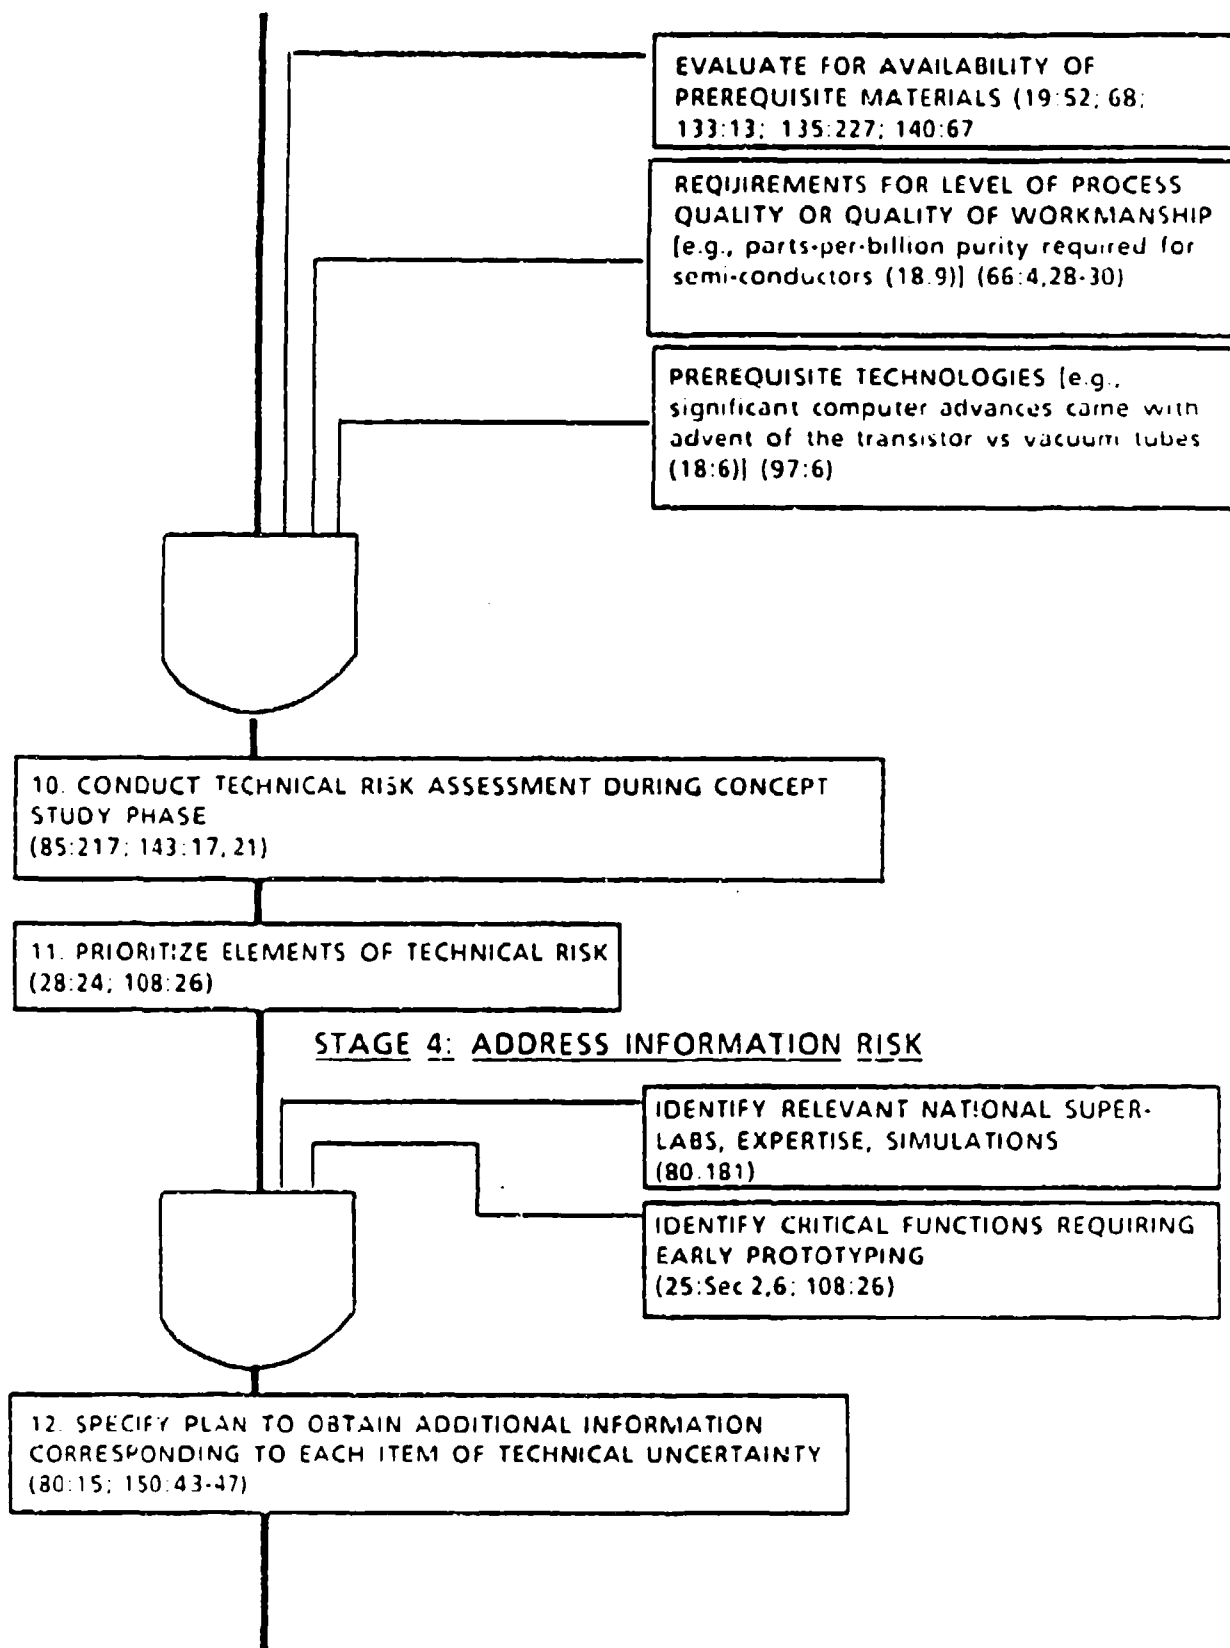 EVALUATE FOR AVAILABILITY OF
PREREQUISITE MATERIALS (19:52; 68;
133:13; 135:227; 140:67
REQUIREMENTS FOR LEVEL OF PROCESS
QUALITY OR QUALITY OF WORKMANSHIP
[e.g., parts-per-billion purity required for
semi-conductors (18.9)] (66:4,28-30)
PREREQUISITE TECHNOLOGIES [e.g.,
significant computer advances came with
advent of the transistor vs vacuum tubes
(18:6)] (97:6)
10. CONDUCT TECHNICAL RISK ASSESSMENT DURING CONCEPT
STUDY PHASE
(85:217; 143:17, 21)
11. PRIORITIZE ELEMENTS OF TECHNICAL RISK
(28:24; 108:26)
STAGE 4: ADDRESS INFORMATION RISK
IDENTIFY RELEVANT NATIONAL SUPER-
LABS, EXPERTISE, SIMULATIONS
(80.181)
IDENTIFY CRITICAL FUNCTIONS REQUIRING
EARLY PROTOTYPING
(25:Sec 2,6; 108:26)
12. SPECIFY PLAN TO OBTAIN ADDITIONAL INFORMATION
CORRESPONDING TO EACH ITEM OF TECHNICAL UNCERTAINTY
(80:15; 150:43-47)